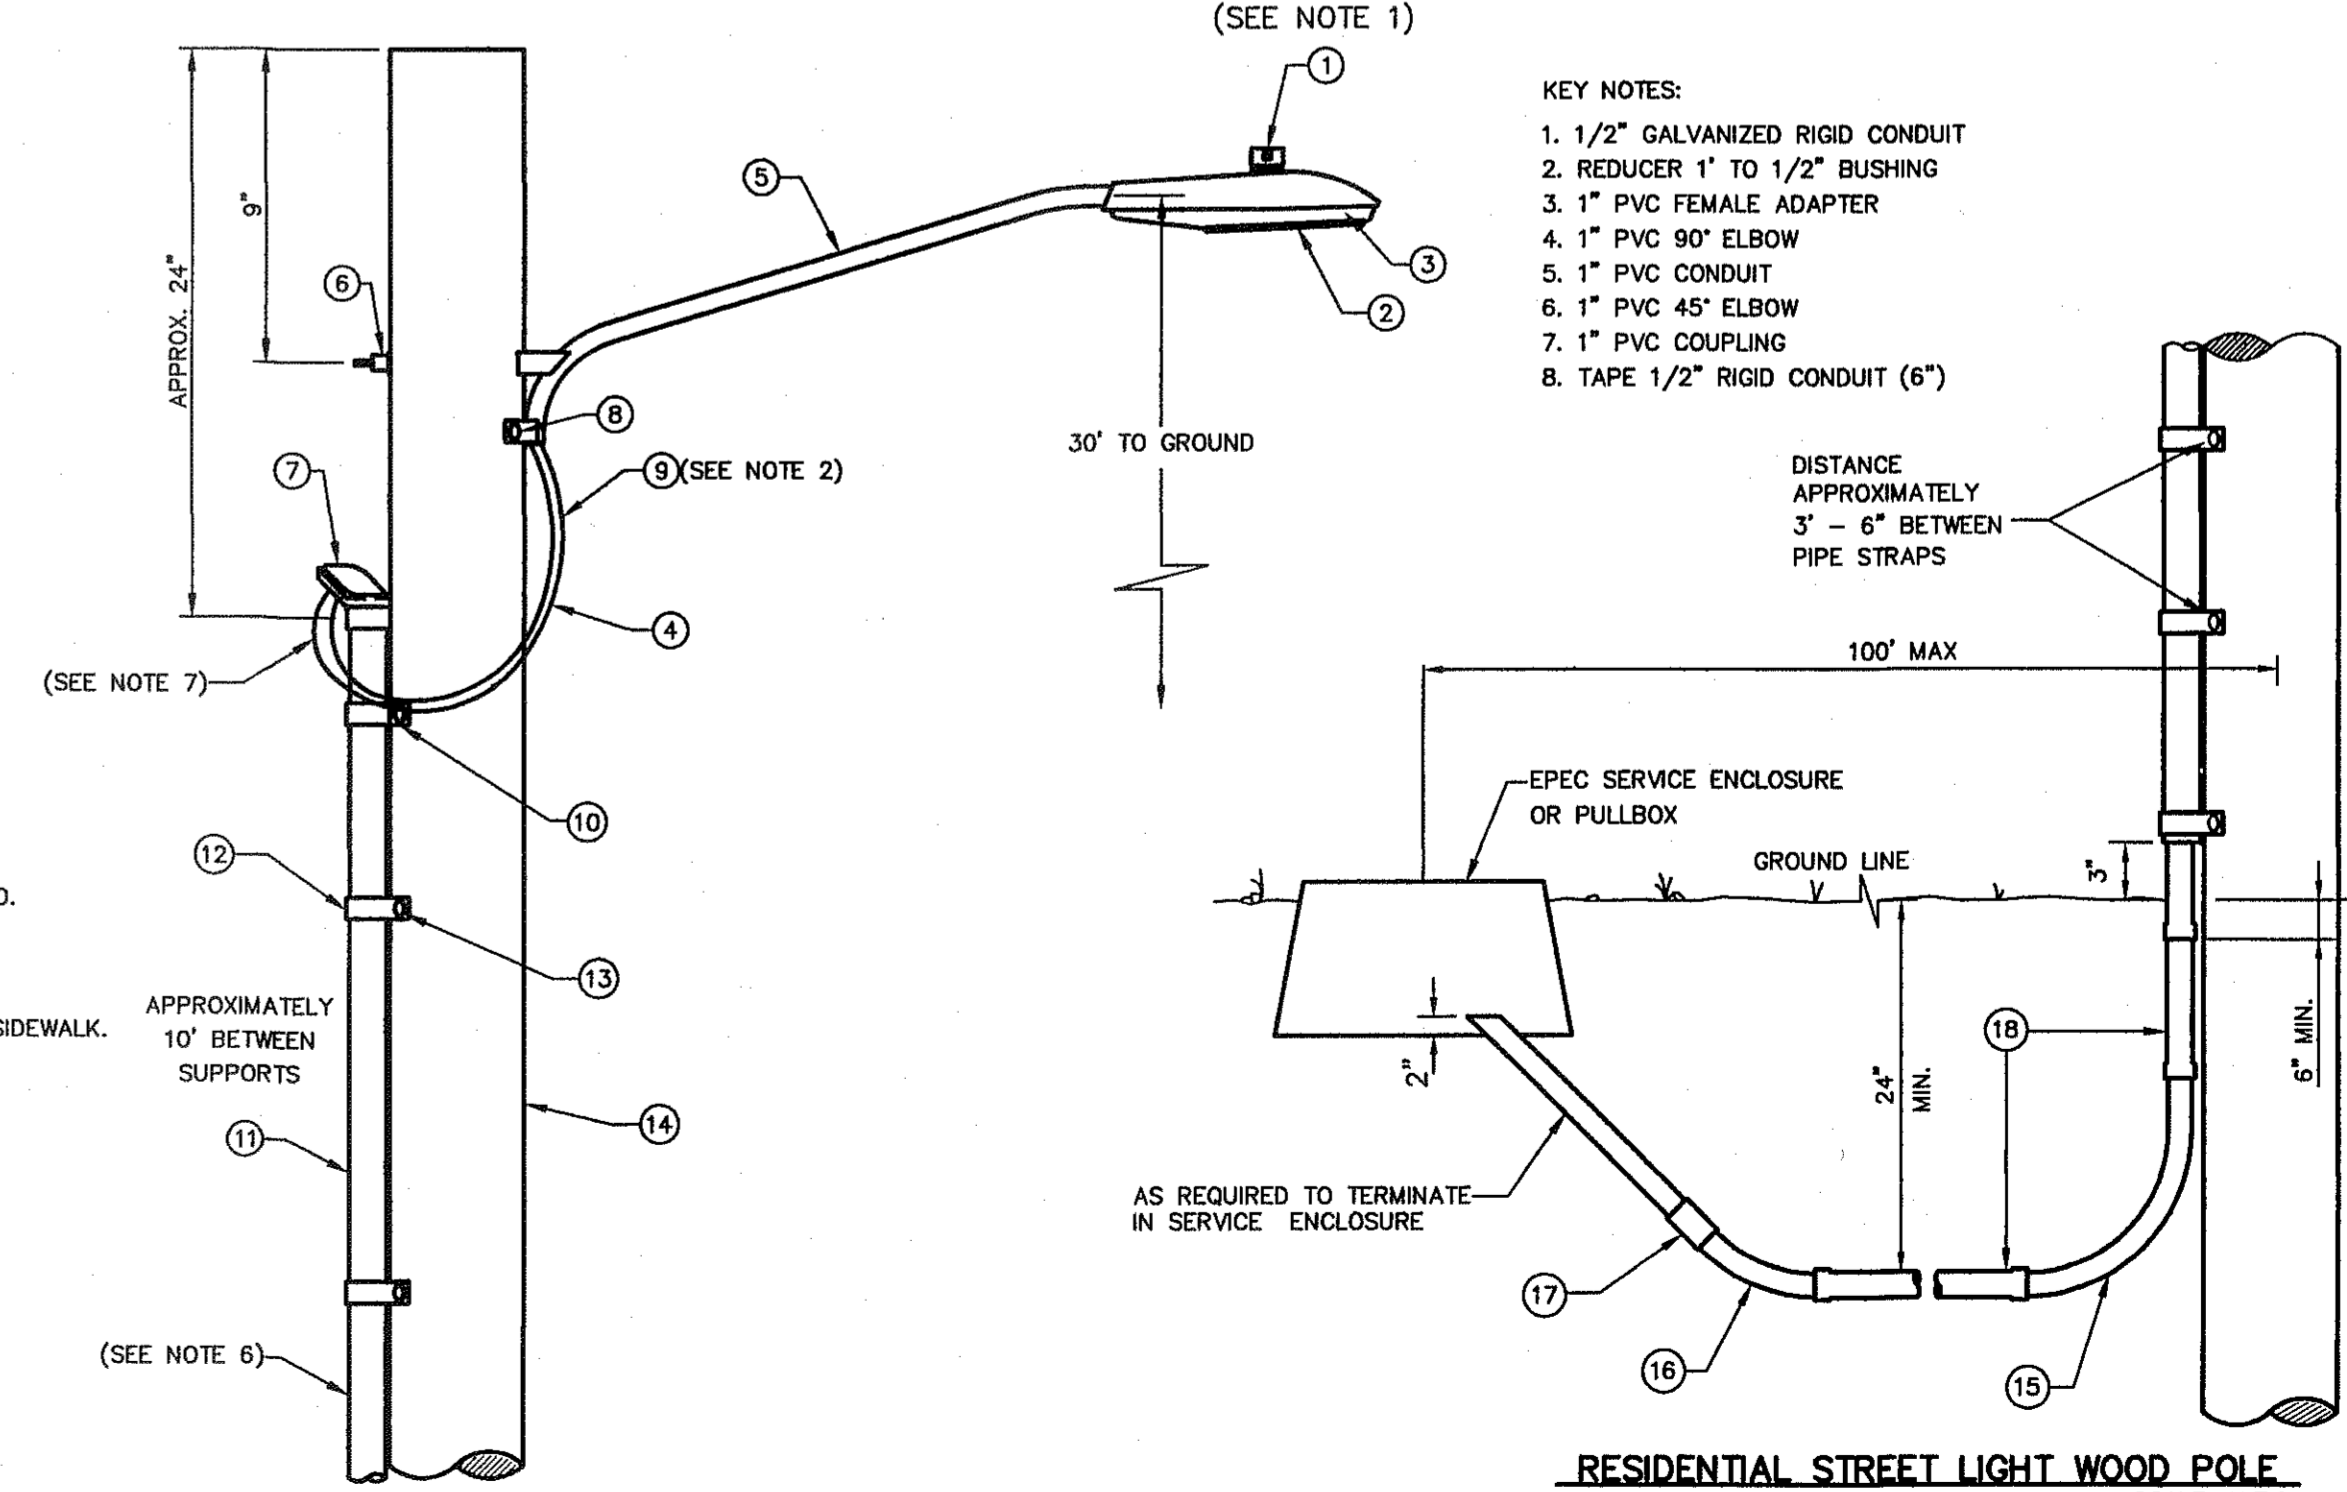 (SEE NOTE 1)
1
KEY NOTES:
1. 1/2" GALVANIZED RIGID CONDUIT
2. REDUCER 1' TO 1/2" BUSHING
3. 1" PVC FEMALE ADAPTER
4. 1" PVC 90° ELBOW
5. 1" PVC CONDUIT
6. 1" PVC 45° ELBOW
7. 1" PVC COUPLING
8. TAPE 1/2" RIGID CONDUIT (6")
5
9"
APPROX. 24"
6
3
2
8
30' TO GROUND
7
9 (SEE NOTE 2)
DISTANCE
APPROXIMATELY
3' - 6" BETWEEN
PIPE STRAPS
4
(SEE NOTE 7)
100' MAX
EPEC SERVICE ENCLOSURE
OR PULLBOX
10
12
GROUND LINE
3"
13
SIDEWALK.
APPROXIMATELY
10' BETWEEN
SUPPORTS
18
6" MIN.
2"
24"
MIN.
11
14
AS REQUIRED TO TERMINATE
IN SERVICE ENCLOSURE
17
16
15
(SEE NOTE 6)
RESIDENTIAL STREET LIGHT WOOD POLE